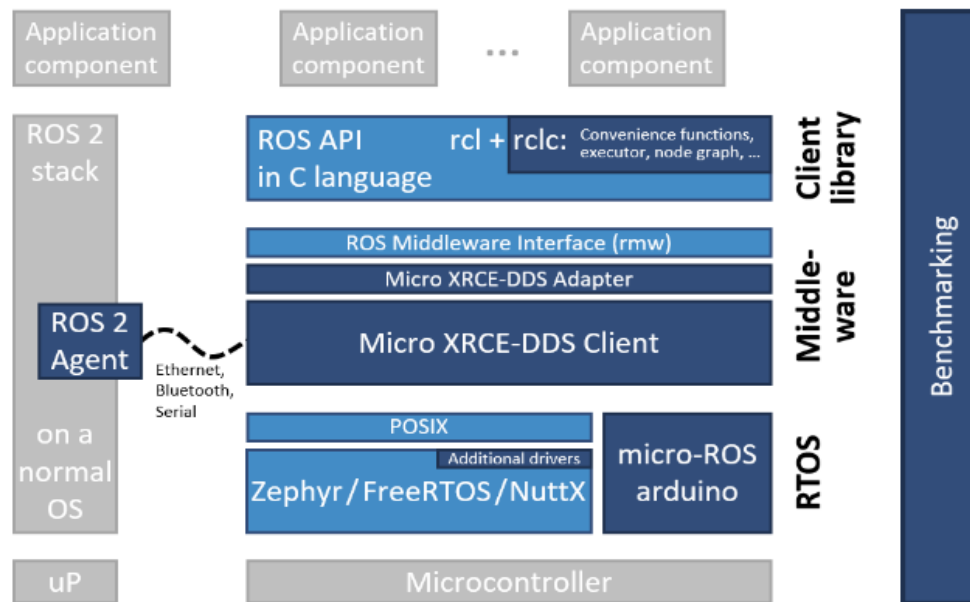 Application
component
Application
component
...
Application
component
ROS 2
stack
ROS 2
Agent
on a
normal
OS
uP
Ethernet,
Bluetooth,
Serial
ROS API
in C language
rcl + rclc:
Convenience functions,
executor, node graph, ...
Client
library
ROS Middleware Interface (rmw)
Micro XRCE-DDS Adapter
Micro XRCE-DDS Client
Middle-
ware
POSIX
Additional drivers
Zephyr/FreeRTOS/NuttX
micro-ROS
arduino
RTOS
Microcontroller
Benchmarking